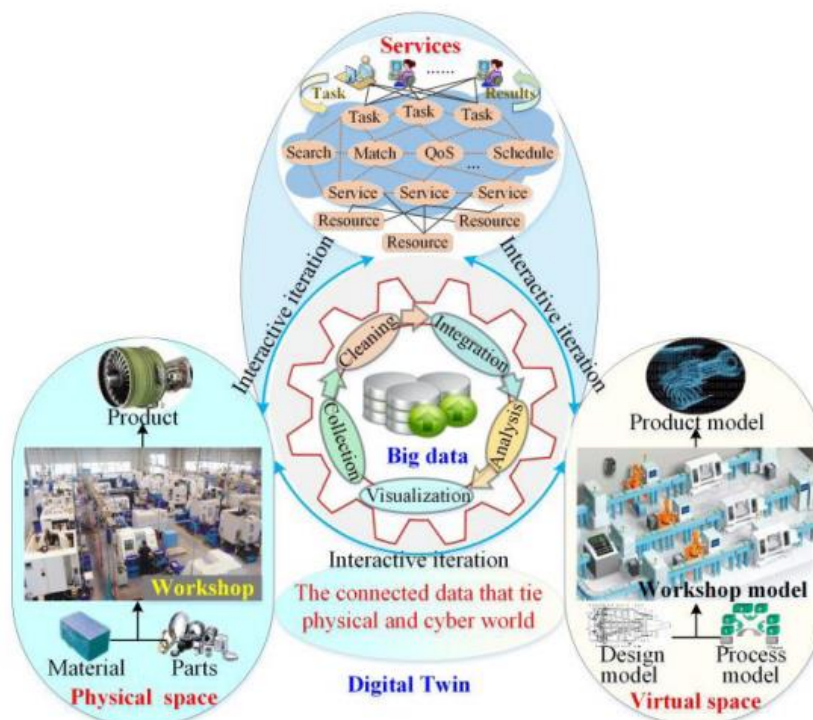 Services
Task
......
Results
Task
Task
Task
Search
Match
QoS
...
Schedule
Service
Service
Service
Resource
Resource
Resource
Interactive iteration
Interactive iteration
Cleaning
Integration
Collection
Analysis
Big data
Visualization
Interactive iteration
The connected data that tie
physical and cyber world
Digital Twin
Product
Workshop
Material
Parts
Physical space
Product model
Workshop model
Design
model
Process
model
Virtual space